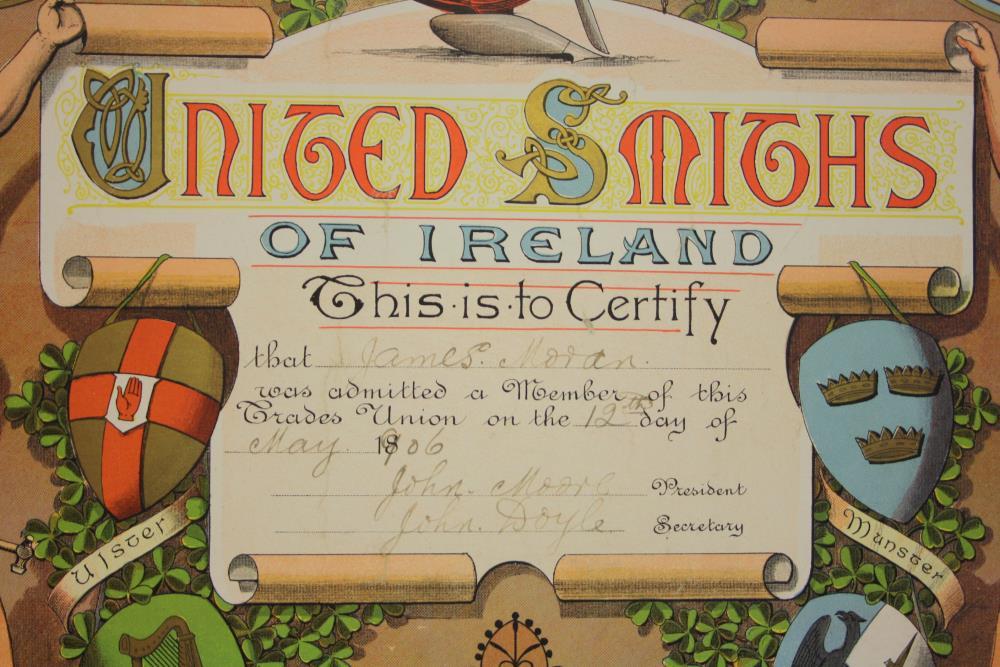 UNITED SMITHS
OF IRELAND
This·is·to Certify
that James Moran.
was admitted a Member of this
Trades Union on the 12th day of
May 1906
John Moore President
John Doyle Secretary
Ulster
Munster